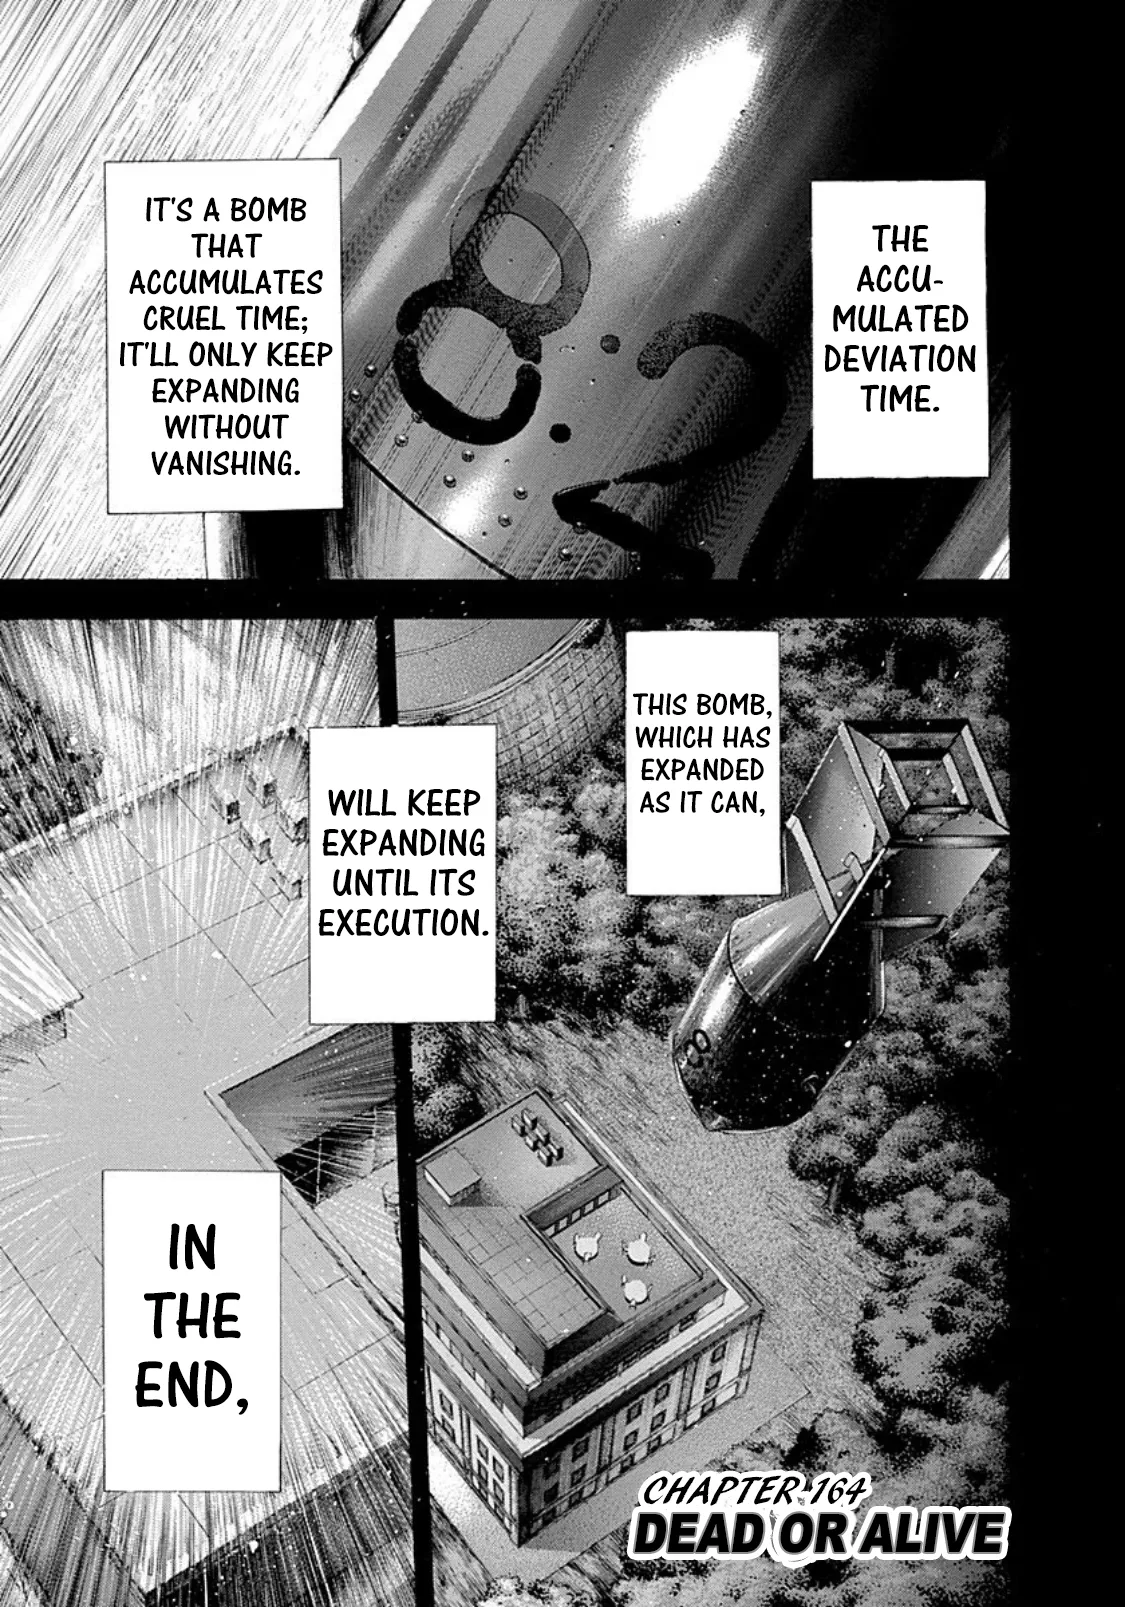 THE
ACCU-
MULATED
DEVIATION
TIME.
IT'S A BOMB
THAT
ACCUMULATES
CRUEL TIME;
IT'LL ONLY KEEP
EXPANDING
WITHOUT
VANISHING.
THIS BOMB,
WHICH HAS
EXPANDED
AS IT CAN,
WILL KEEP
EXPANDING
UNTIL ITS
EXECUTION.
IN
THE
END,
CHAPTER 164
DEAD OR ALIVE